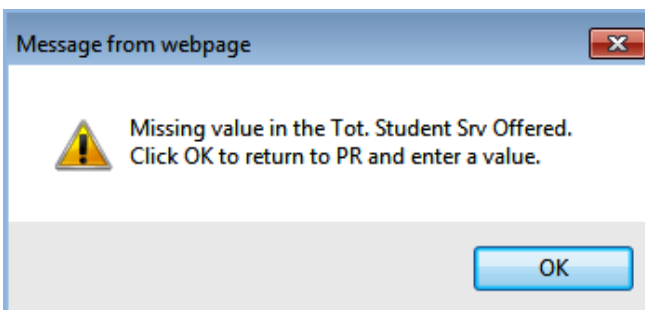 Message from webpage
Missing value in the Tot. Student Srv Offered.
Click OK to return to PR and enter a value.
OK